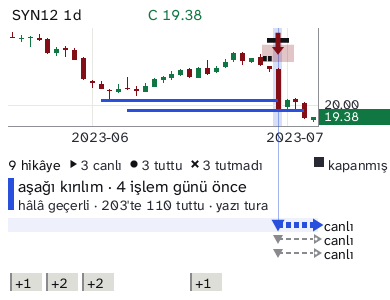 SYN12 1d C 19.38
20.00
19.38
2023-06 2023-07
9 hikâye 3 canlı 3 tuttu 3 tutmadı kapanmış
aşağı kırılım · 4 işlem günü önce
hâlâ geçerli · 203'te 110 tuttu · yazı tura
canlı
canlı
canlı
+1 +2 +2 +1